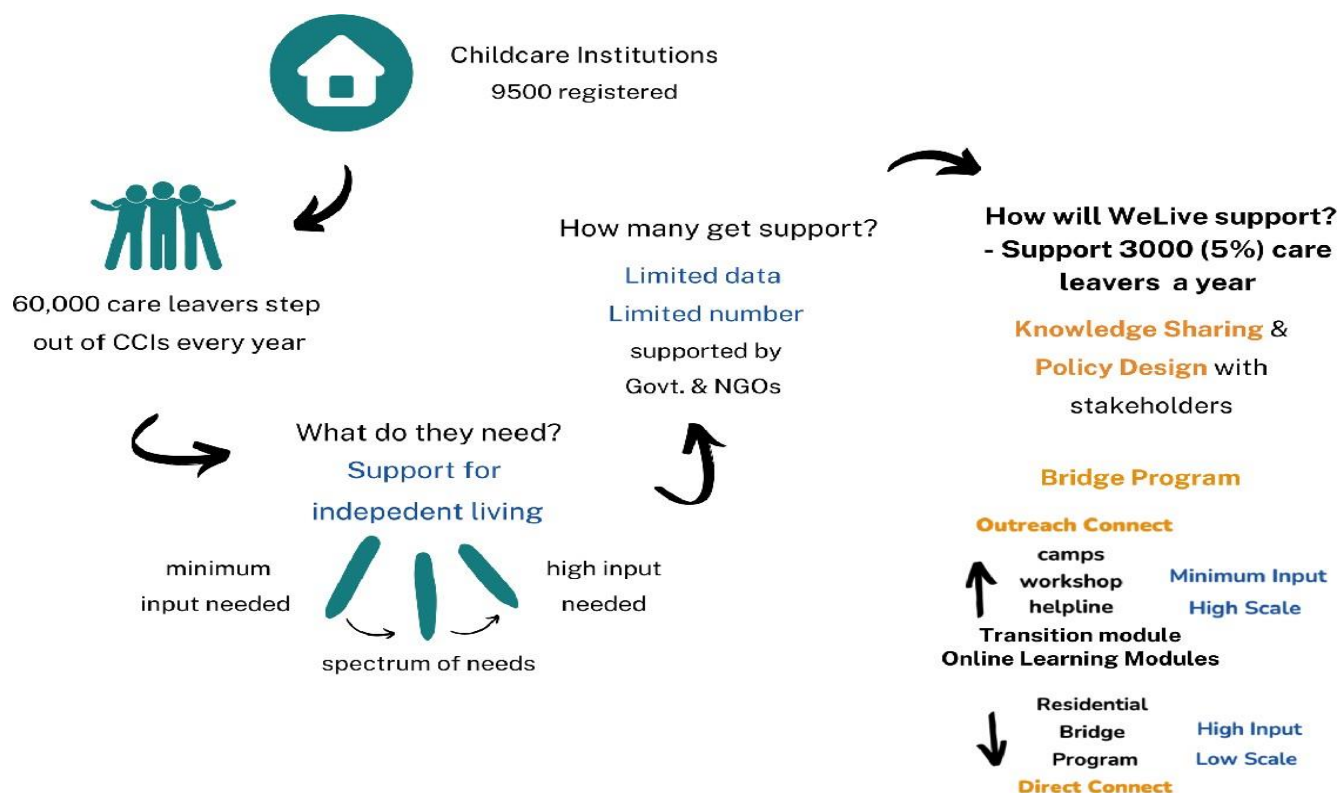 Childcare Institutions
9500 registered
60,000 care leavers step
out of CCIs every year
What do they need?
Support for
indepedent living
minimum
input needed
high input
needed
spectrum of needs
How many get support?
Limited data
Limited number
supported by
Govt. & NGOs
How will WeLive support?
- Support 3000 (5%) care
leavers a year
Knowledge Sharing &
Policy Design with
stakeholders
Bridge Program
Outreach Connect
camps
workshop
helpline
Minimum Input
High Scale
Transition module
Online Learning Modules
Residential
Bridge
Program
High Input
Low Scale
Direct Connect